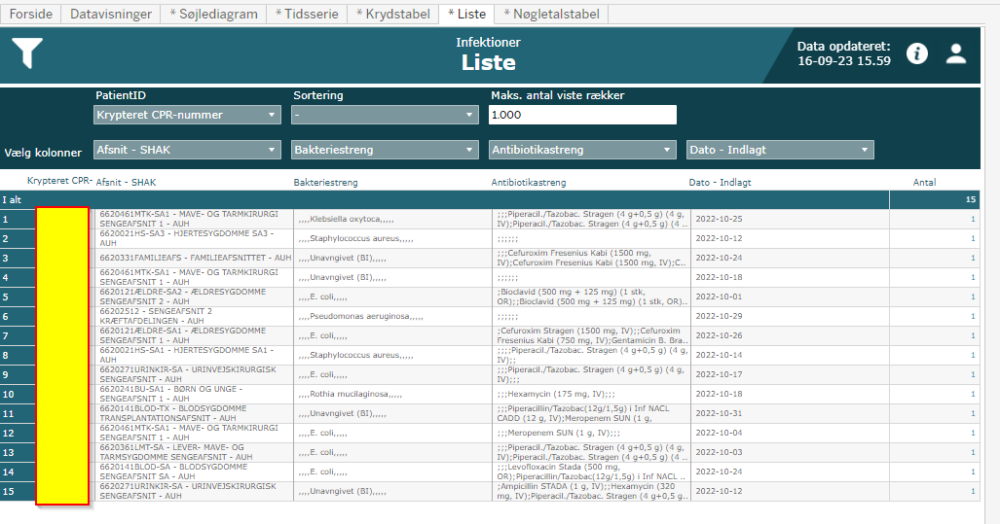 Forside Datavisninger * Søjlediagram * Tidsserie * Krydstabel * Liste * Nøgletalstabel
Infektioner
Liste
Data opdateret:
16-09-23 15.59
PatientID Sortering Maks. antal viste rækker
Krypteret CPR-nummer - 1.000
Vælg kolonner Afsnit - SHAK Bakteriestreng Antibiotikastreng Dato - Indlagt
Krypteret CPR- Afsnit - SHAK Bakteriestreng Antibiotikastreng Dato - Indlagt Antal
I alt 15
1 6620461MTK-SA1 - MAVE- OG TARMKIRURGI SENGEAFSNIT 1 - AUH ,,,,Klebsiella oxytoca,,,,, ;;;Piperacil./Tazobac. Stragen (4 g+0,5 g) (4 g, IV);Piperacil./Tazobac. Stragen (4 g+0,5 g) (4 .. 2022-10-25 1
2 6620021HS-SA3 - HJERTESYGDOMME SA3 - AUH ,,,,Staphylococcus aureus,,,,, ;;;;;; 2022-10-12 1
3 6620331FAMILIEAFS - FAMILIEAFSNITTET - AUH ,,,,Unavngivet (BI),,,,, ;;;Cefuroxim Fresenius Kabi (1500 mg, IV);Cefuroxim Fresenius Kabi (1500 mg, IV);C.. 2022-10-24 1
4 6620461MTK-SA1 - MAVE- OG TARMKIRURGI SENGEAFSNIT 1 - AUH ,,,,Unavngivet (BI),,,,, ;;;;;; 2022-10-18 1
5 6620121ÆLDRE-SA2 - ÆLDRESYGDOMME SENGEAFSNIT 2 - AUH ,,,,E. coli,,,,, ;Bioclavid (500 mg + 125 mg) (1 stk, OR);;Bioclavid (500 mg + 125 mg) (1 stk, OR).. 2022-10-01 1
6 66202512 - SENGEAFSNIT 2 KRÆFTAFDELINGEN - AUH ,,,,Pseudomonas aeruginosa,,,,, ;;;;;; 2022-10-29 1
7 6620121ÆLDRE-SA1 - ÆLDRESYGDOMME SENGEAFSNIT 1 - AUH ,,,,E. coli,,,,, ;Cefuroxim Stragen (1500 mg, IV);;Cefuroxim Fresenius Kabi (750 mg, IV);Gentamicin B. Bra.. 2022-10-26 1
8 6620021HS-SA1 - HJERTESYGDOMME SA1 - AUH ,,,,Staphylococcus aureus,,,,, ;;;;Piperacil./Tazobac. Stragen (4 g+0,5 g) (4 g, IV);; 2022-10-14 1
9 6620271URINKIR-SA - URINVEJSKIRURGISK SENGEAFSNIT - AUH ,,,,E. coli,,,,, ;;;Piperacil./Tazobac. Stragen (4 g+0,5 g) (4 g, IV);;; 2022-10-17 1
10 6620241BU-SA1 - BØRN OG UNGE - SENGEAFSNIT 1 - AUH ,,,,Rothia mucilaginosa,,,,, ;;;Hexamycin (175 mg, IV);;; 2022-10-18 1
11 6620141BLOD-TX - BLODSYGDOMME TRANSPLANTATIONSAFSNIT - AUH ,,,,Unavngivet (BI),,,,, ;;;Piperacillin/Tazobac(12g/1,5g) i Inf NACL CADD (12 g, IV);Meropenem SUN (1 g, 2022-10-31 1
12 6620461MTK-SA1 - MAVE- OG TARMKIRURGI SENGEAFSNIT 1 - AUH ,,,,E. coli,,,,, ;;;Meropenem SUN (1 g, IV);;; 2022-10-04 1
13 6620361LMT-SA - LEVER- MAVE- OG TARMSYGDOMME SENGEAFSNIT - AUH ,,,,E. coli,,,,, ;;;Piperacil./Tazobac. Stragen (4 g+0,5 g) (4 g, IV);Piperacil./Tazobac. Stragen (4 g+0,5 g) (4 .. 2022-10-03 1
14 6620141BLOD-SA - BLODSYGDOMME SENGEAFSNIT SA - AUH ,,,,E. coli,,,,, ;;;Levofloxacin Stada (500 mg, OR);Piperacillin/Tazobac(12g/1,5g) i Inf NACL .. 2022-10-24 1
15 6620271URINKIR-SA - URINVEJSKIRURGISK SENGEAFSNIT - AUH ,,,,Unavngivet (BI),,,,, ;Ampicillin STADA (1 g, IV);;Hexamycin (320 mg, IV);Piperacil./Tazobac. Stragen (4 g+0,5 g.. 2022-10-12 1